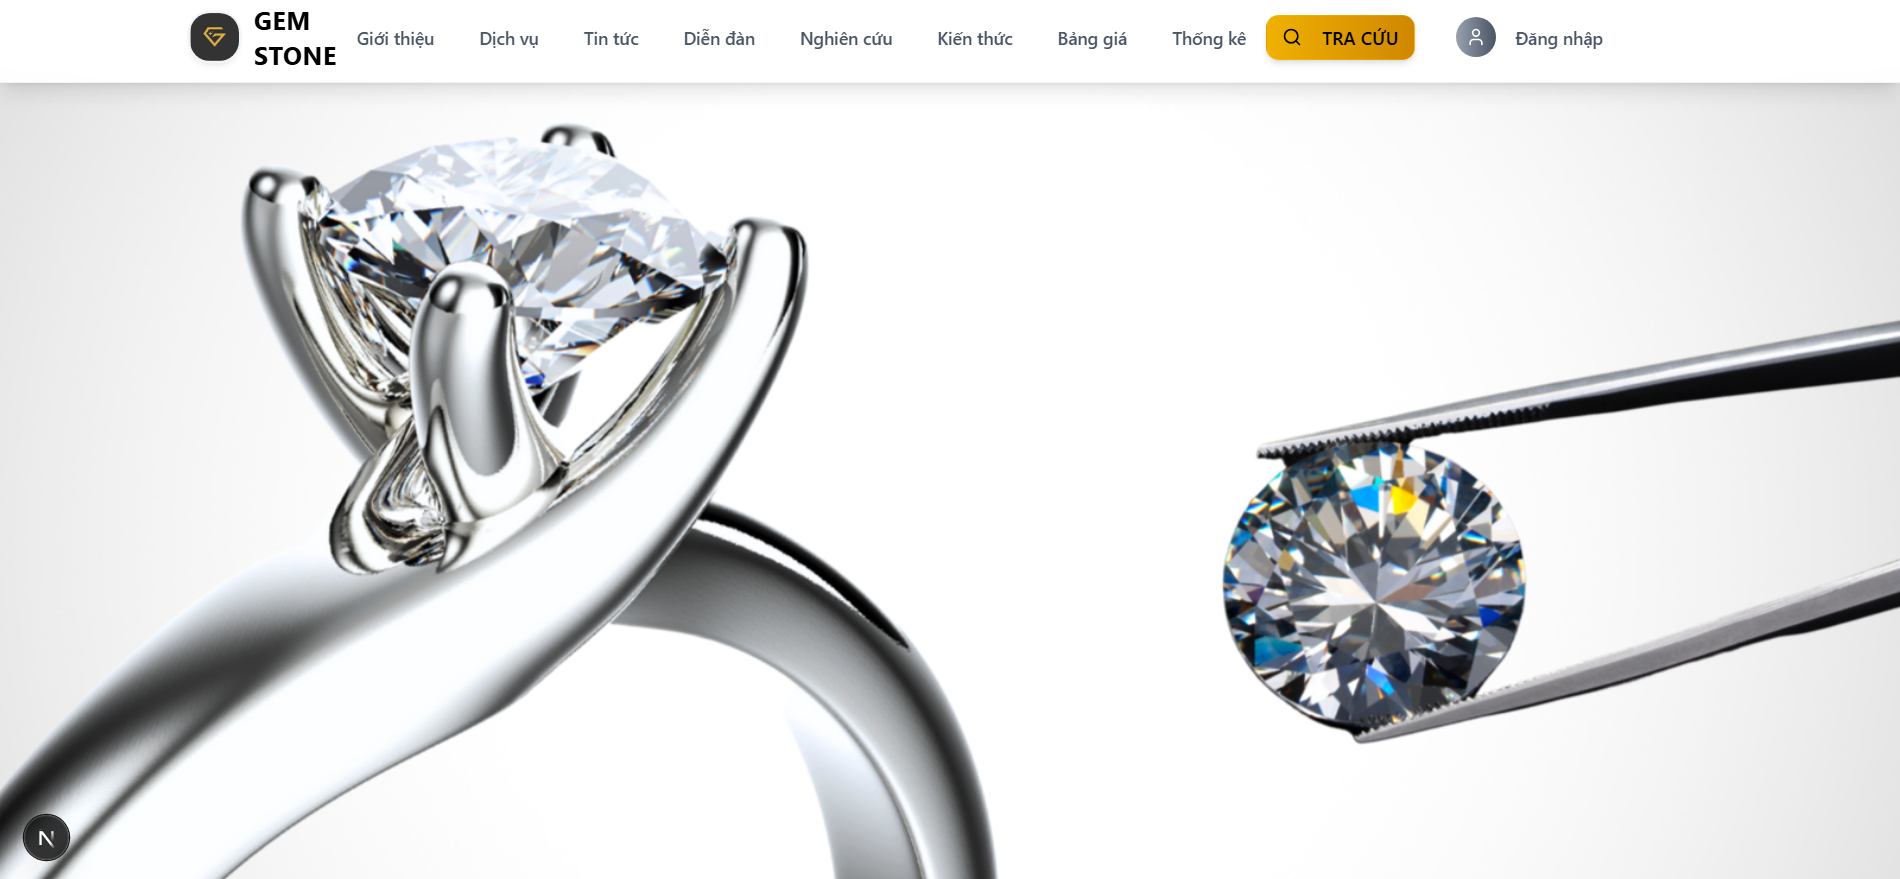 GEM
STONE
Giới thiệu
Dịch vụ
Tin tức
Diễn đàn
Nghiên cứu
Kiến thức
Bảng giá
Thống kê
TRA CỨU
Đăng nhập
N